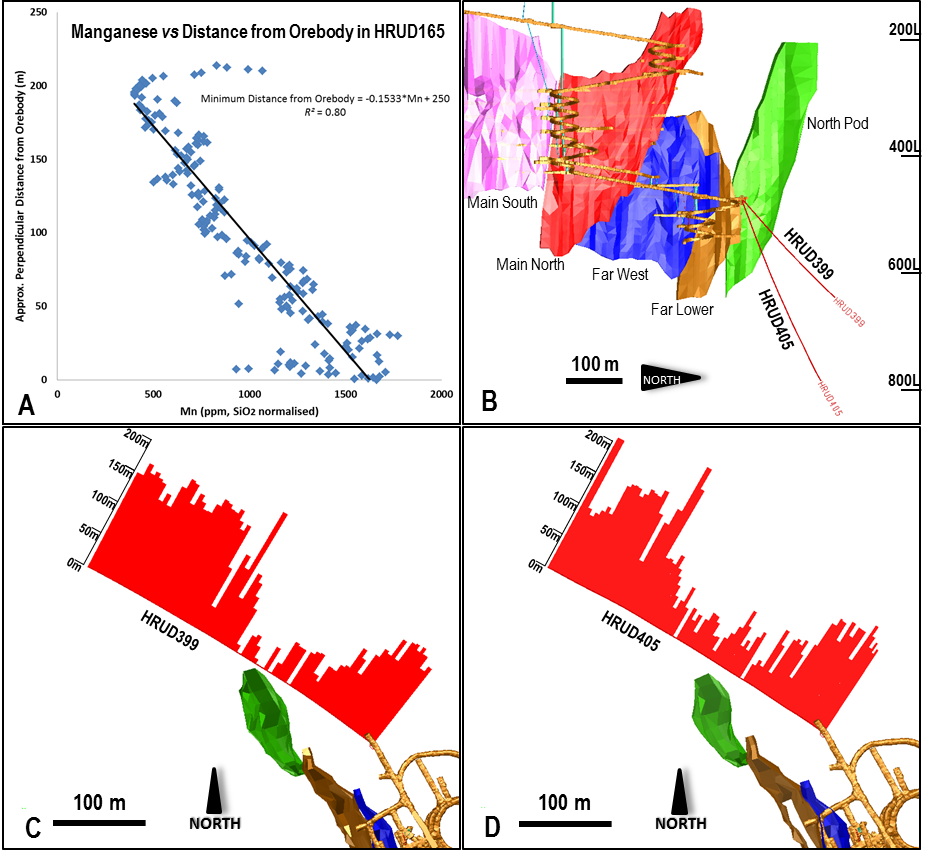 Manganese vs Distance from Orebody in HRUD165
250
200
150
100
50
0
Approx. Perpendicular Distance from Orebody (m)
Minimum Distance from Orebody = -0.1533*Mn + 250
R² = 0.80
0
500
1000
1500
2000
Mn (ppm, SiO2 normalised)
A
200L
400L
600L
800L
North Pod
Main South
Main North
Far West
Far Lower
HRUD399
HRUD399
HRUD405
HRUD405
100 m
NORTH
B
200m
150m
100m
50m
0m
HRUD399
100 m
NORTH
C
200m
150m
100m
50m
0m
HRUD405
100 m
NORTH
D